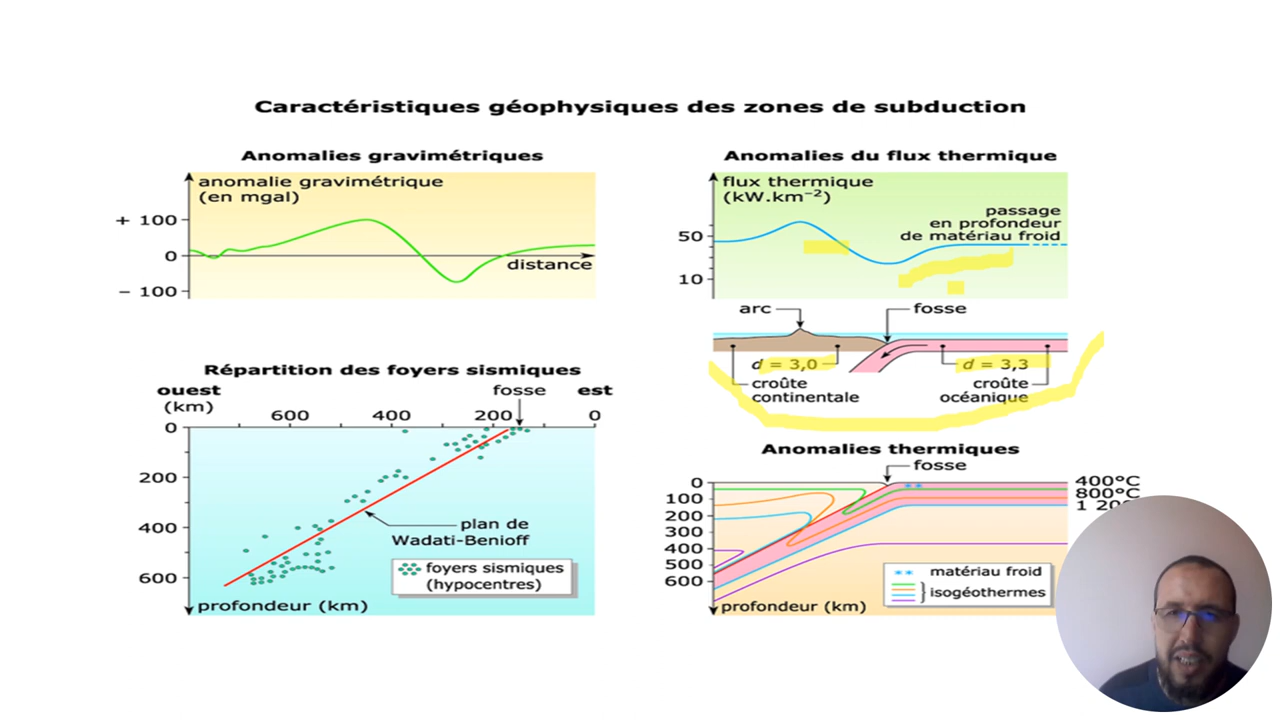 Caractéristiques géophysiques des zones de subduction
Anomalies gravimétriques
anomalie gravimétrique
(en mgal)
+ 100
0
− 100
distance
Anomalies du flux thermique
flux thermique
(kW.km⁻²)
50
10
passage
en profondeur
de matériau froid
arc
fosse
d = 3,0
d = 3,3
croûte
continentale
croûte
océanique
Répartition des foyers sismiques
ouest
fosse
est
(km)
600
400
200
0
0
200
400
600
plan de
Wadati-Benioff
foyers sismiques
(hypocentres)
profondeur (km)
Anomalies thermiques
fosse
0
100
200
300
400
500
600
400°C
800°C
matériau froid
isogéothermes
profondeur (km)